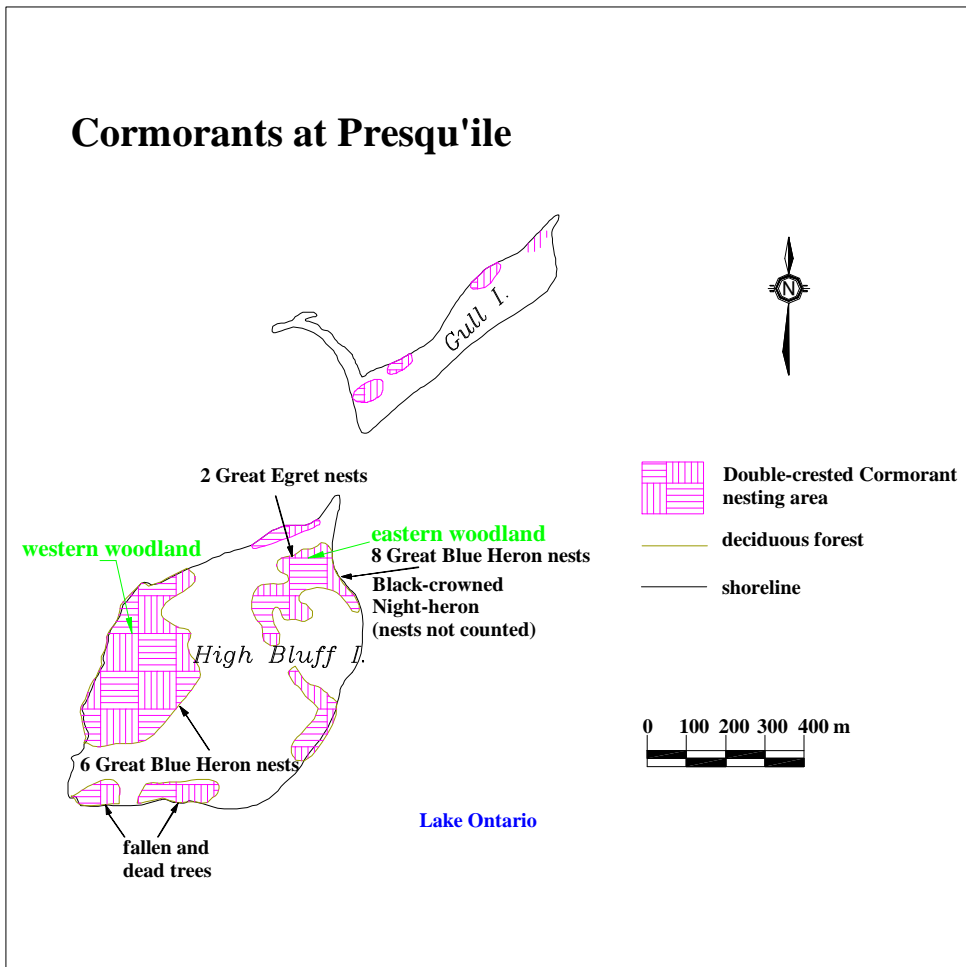 Cormorants at Presqu'ile
Gull I.
N
2 Great Egret nests
western woodland
eastern woodland
8 Great Blue Heron nests
Black-crowned
Night-heron
(nests not counted)
High Bluff I.
6 Great Blue Heron nests
fallen and
dead trees
Lake Ontario
Double-crested Cormorant
nesting area
deciduous forest
shoreline
0 100 200 300 400 m